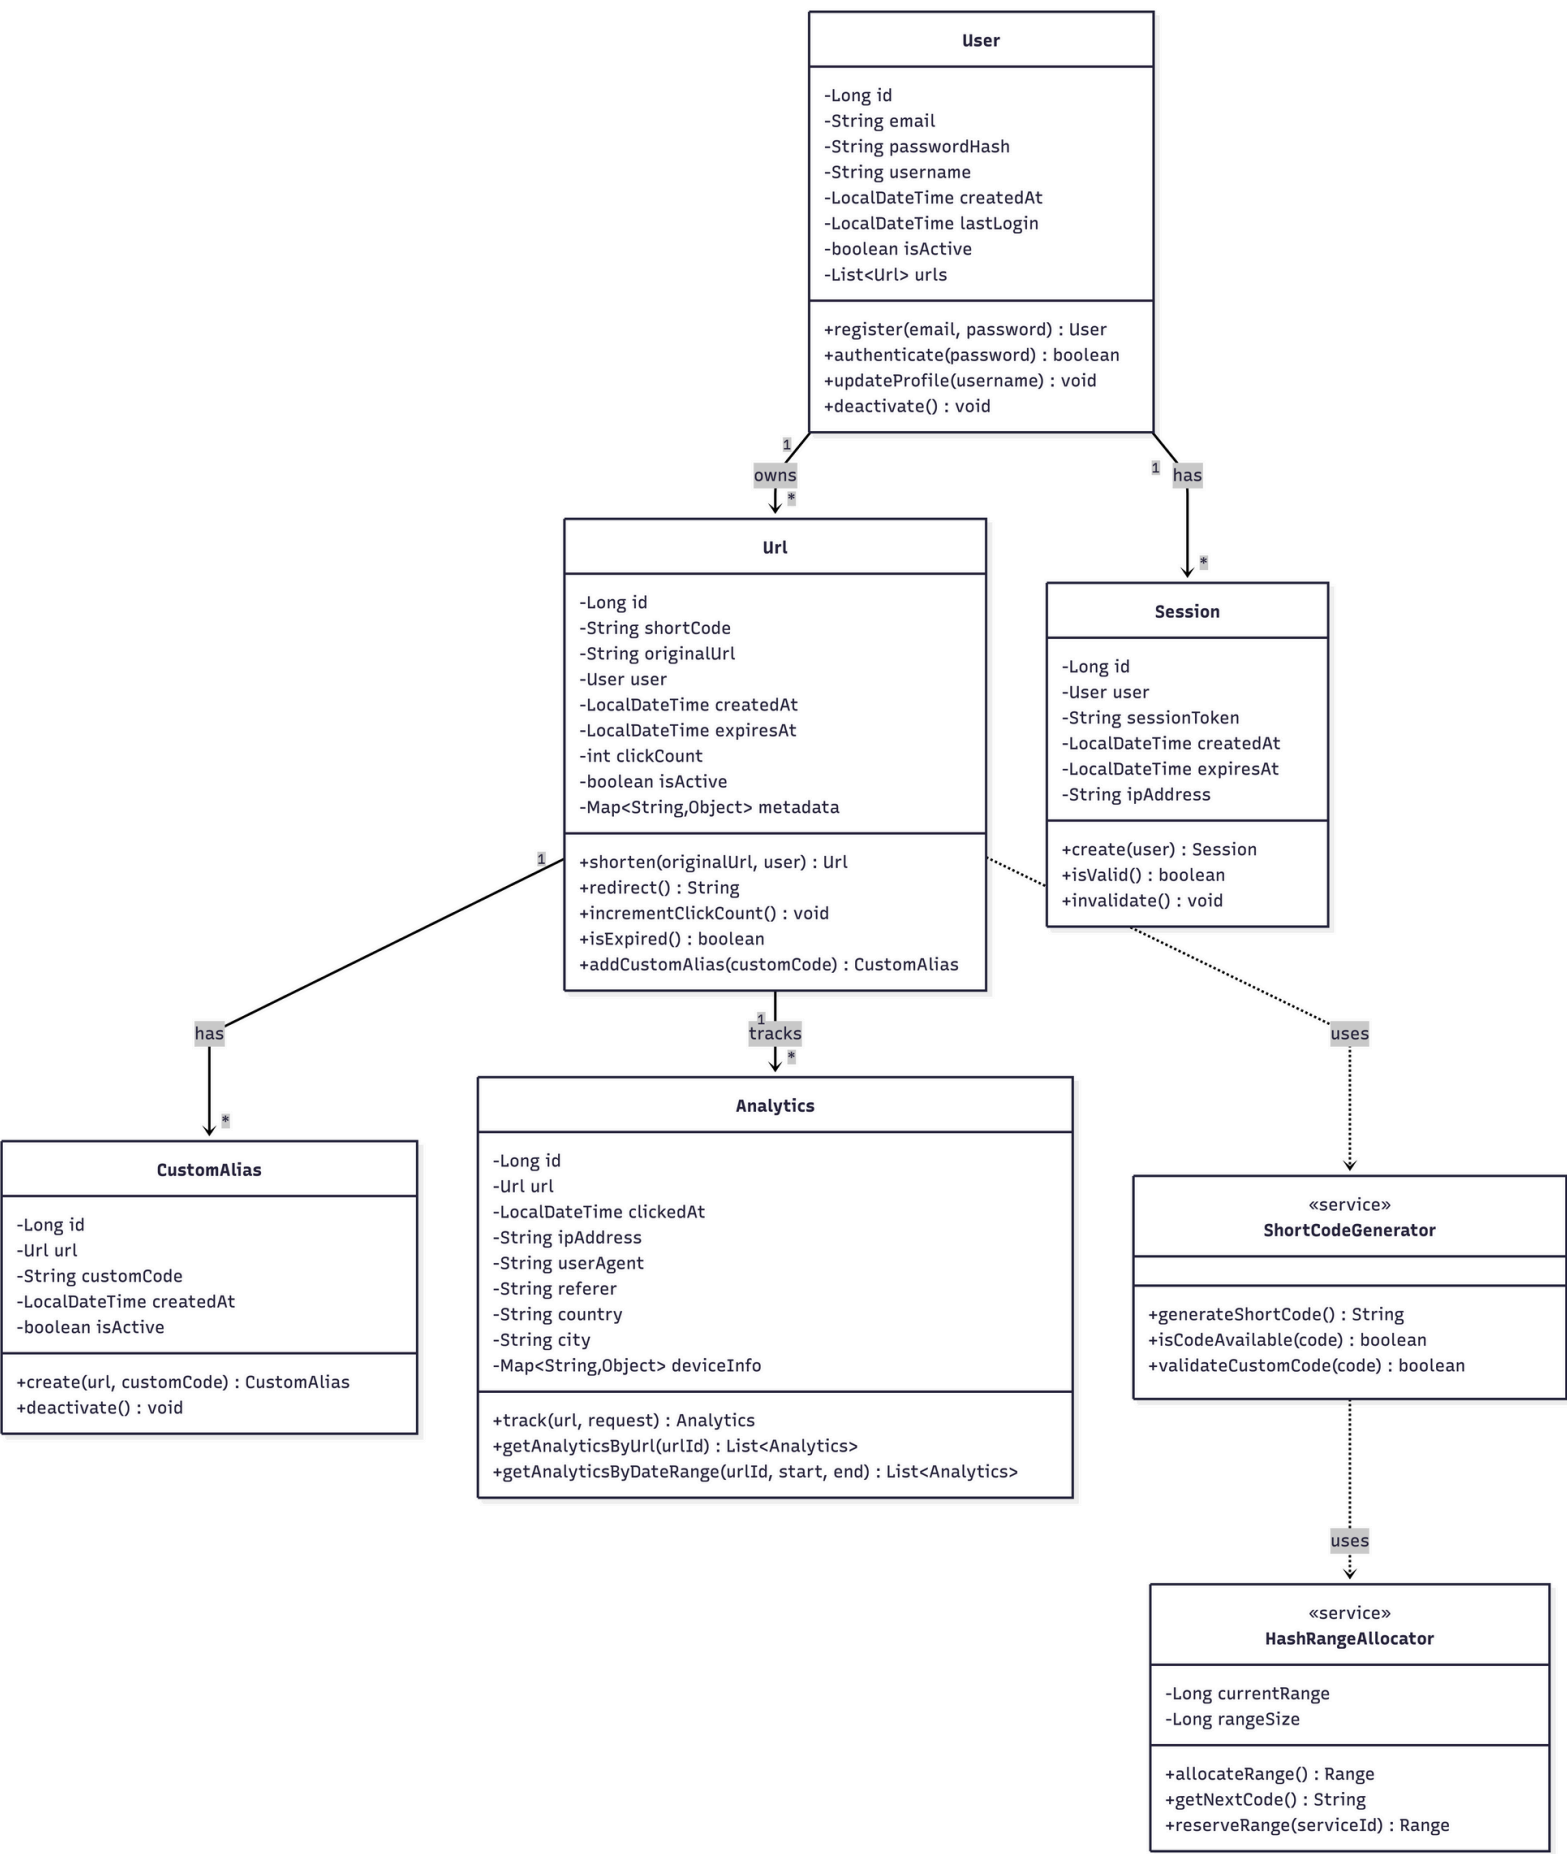 User
-Long id
-String email
-String passwordHash
-String username
-LocalDateTime createdAt
-LocalDateTime lastLogin
-boolean isActive
-List<Url> urls
+register(email, password) : User
+authenticate(password) : boolean
+updateProfile(username) : void
+deactivate() : void
1
owns
*
1
has
*
Url
-Long id
-String shortCode
-String originalUrl
-User user
-LocalDateTime createdAt
-LocalDateTime expiresAt
-int clickCount
-boolean isActive
-Map<String,Object> metadata
+shorten(originalUrl, user) : Url
+redirect() : String
+incrementClickCount() : void
+isExpired() : boolean
+addCustomAlias(customCode) : CustomAlias
Session
-Long id
-User user
-String sessionToken
-LocalDateTime createdAt
-LocalDateTime expiresAt
-String ipAddress
+create(user) : Session
+isValid() : boolean
+invalidate() : void
1
has
*
1
tracks
*
uses
CustomAlias
-Long id
-Url url
-String customCode
-LocalDateTime createdAt
-boolean isActive
+create(url, customCode) : CustomAlias
+deactivate() : void
Analytics
-Long id
-Url url
-LocalDateTime clickedAt
-String ipAddress
-String userAgent
-String referer
-String country
-String city
-Map<String,Object> deviceInfo
+track(url, request) : Analytics
+getAnalyticsByUrl(urlId) : List<Analytics>
+getAnalyticsByDateRange(urlId, start, end) : List<Analytics>
«service»
ShortCodeGenerator
+generateShortCode() : String
+isCodeAvailable(code) : boolean
+validateCustomCode(code) : boolean
uses
«service»
HashRangeAllocator
-Long currentRange
-Long rangeSize
+allocateRange() : Range
+getNextCode() : String
+reserveRange(serviceId) : Range